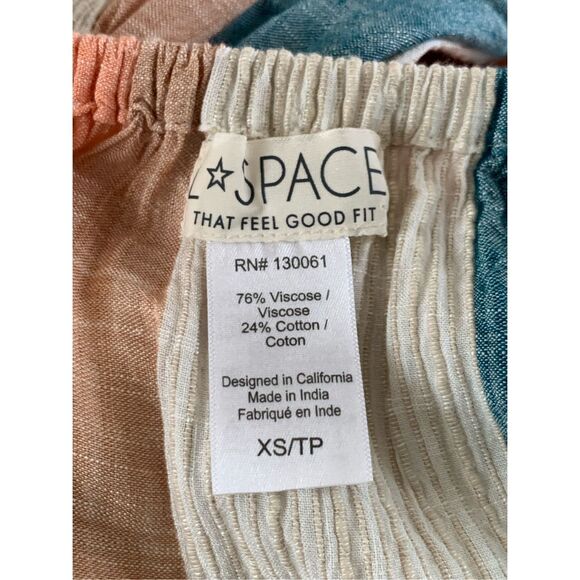 ☆SPACE
THAT FEEL GOOD FIT
RN# 130061
76% Viscose /
Viscose
24% Cotton /
Coton
Designed in California
Made in India
Fabriqué en Inde
XS/TP